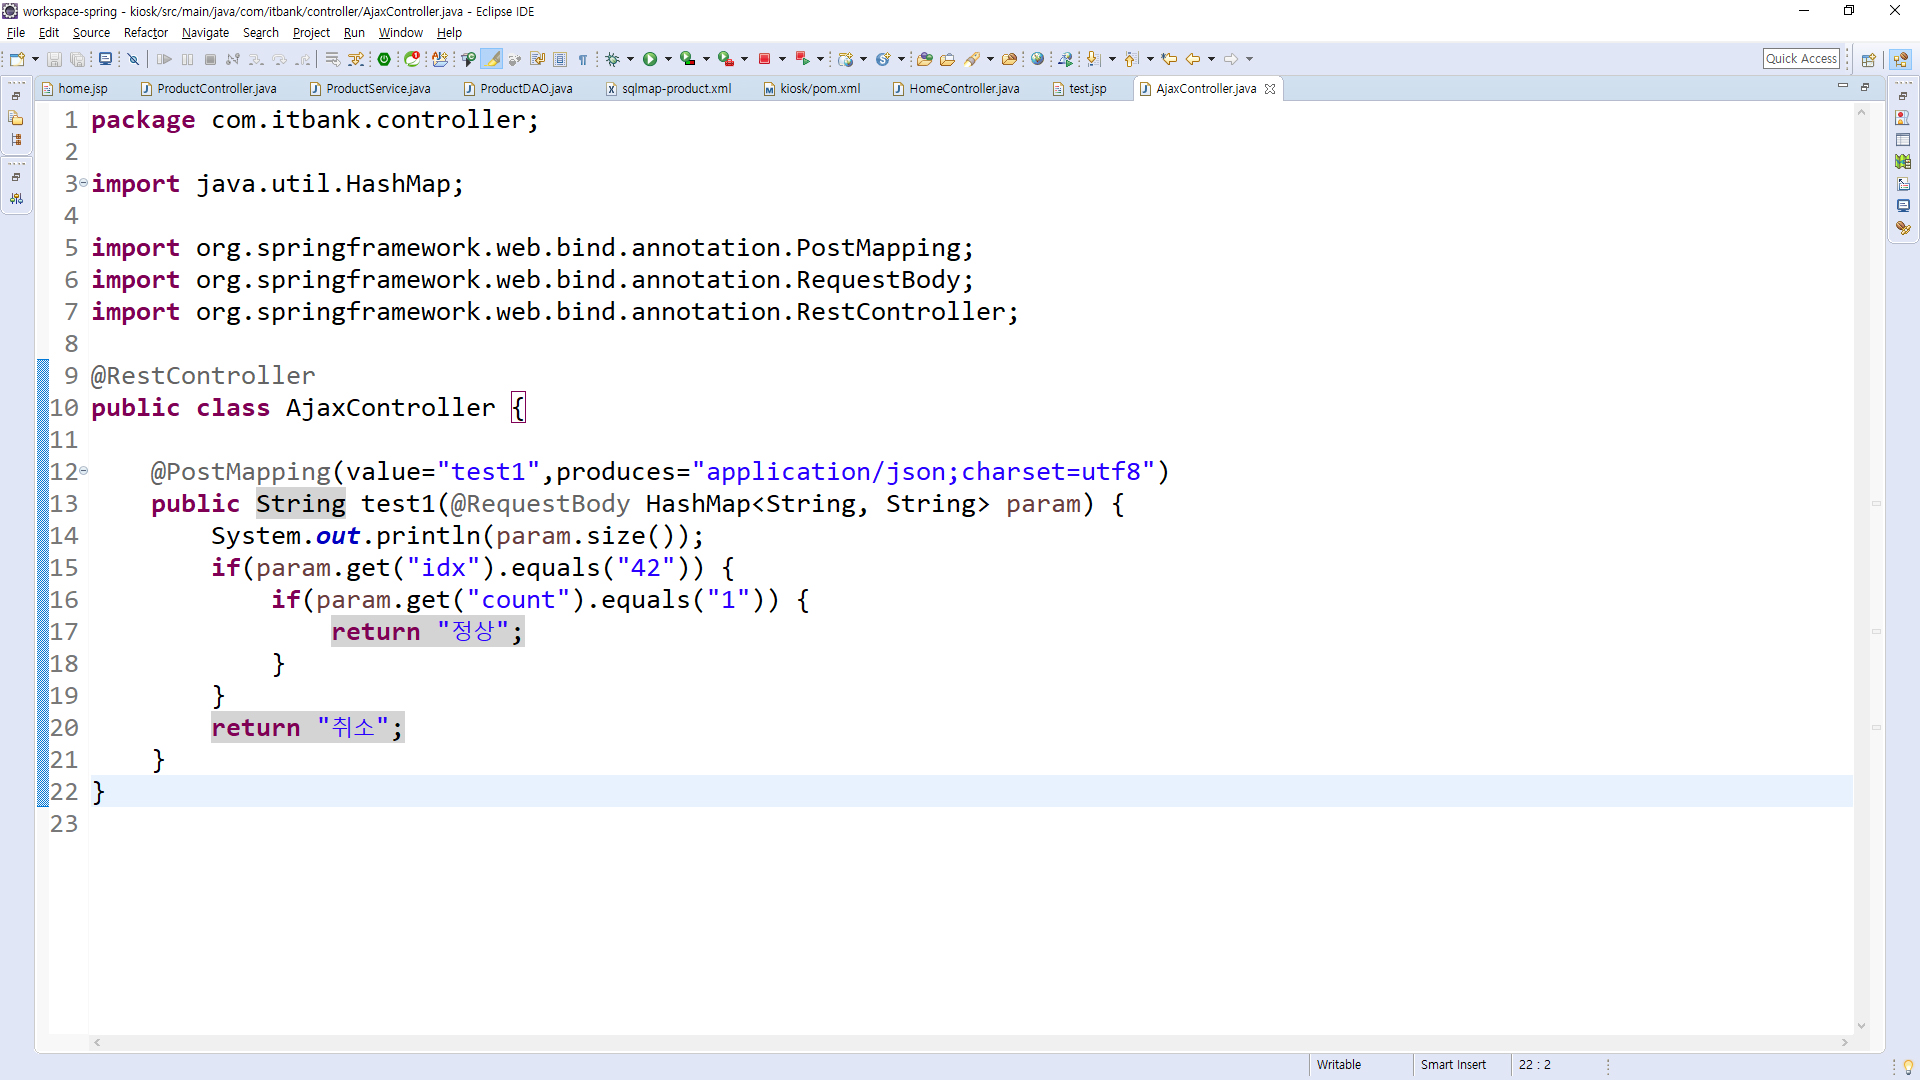 workspace-spring - kiosk/src/main/java/com/itbank/controller/AjaxController.java - Eclipse IDE
File Edit Source Refactor Navigate Search Project Run Window Help
Quick Access
home.jsp ProductController.java ProductService.java ProductDAO.java sqlmap-product.xml kiosk/pom.xml HomeController.java test.jsp AjaxController.java
1 package com.itbank.controller;
2
3 import java.util.HashMap;
4
5 import org.springframework.web.bind.annotation.PostMapping;
6 import org.springframework.web.bind.annotation.RequestBody;
7 import org.springframework.web.bind.annotation.RestController;
8
9 @RestController
10 public class AjaxController {
11
12 @PostMapping(value="test1",produces="application/json;charset=utf8")
13 public String test1(@RequestBody HashMap<String, String> param) {
14 System.out.println(param.size());
15 if(param.get("idx").equals("42")) {
16 if(param.get("count").equals("1")) {
17 return "정상";
18 }
19 }
20 return "취소";
21 }
22 }
23
Writable Smart Insert 22 : 2